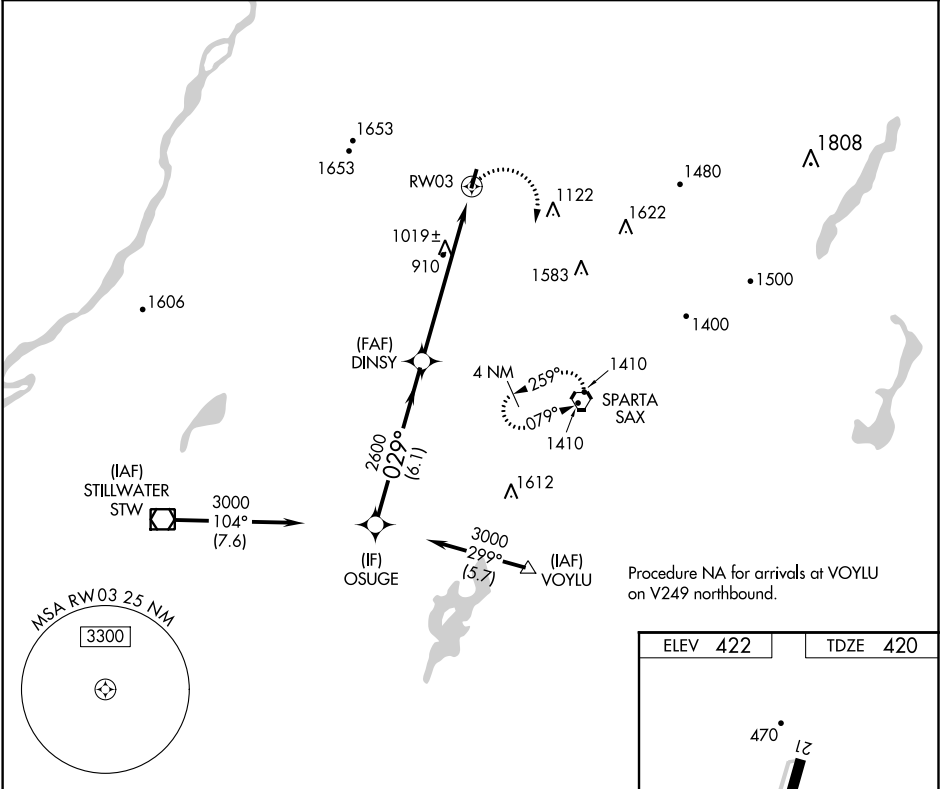 1653
1653
1808
RW03
1480
1122
1622
1019±
910
1583
1606
1500
1400
(FAF)
DINSY
4 NM
259°
1410
079°
SPARTA
SAX
1410
2600
029°
(6.1)
1612
(IAF)
STILLWATER
STW
3000
104°
(7.6)
(IF)
OSUGE
3000
299°
(5.7)
(IAF)
VOYLU
Procedure NA for arrivals at VOYLU
on V249 northbound.
MSA RW03 25 NM
3300
ELEV 422
TDZE 420
470
21